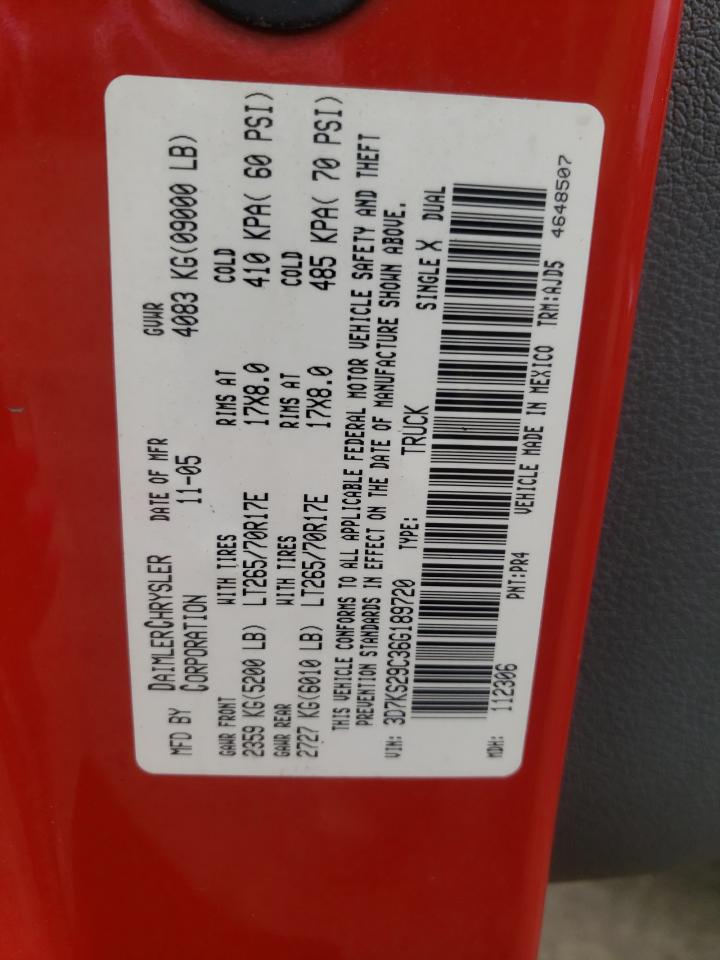 MFD BY DAIMLERCHRYSLER CORPORATION DATE OF MFR 11-05 GVWR 4083 KG(09000 LB)
GAWR FRONT WITH TIRES RIMS AT COLD
2359 KG(5200 LB) LT265/70R17E 17X8.0 410 KPA( 60 PSI)
GAWR REAR WITH TIRES RIMS AT COLD
2727 KG(6010 LB) LT265/70R17E 17X8.0 485 KPA( 70 PSI)
THIS VEHICLE CONFORMS TO ALL APPLICABLE FEDERAL MOTOR VEHICLE SAFETY AND THEFT
PREVENTION STANDARDS IN EFFECT ON THE DATE OF MANUFACTURE SHOWN ABOVE.
VIN: 3D7KS29C36G189720 TYPE: TRUCK SINGLE X DUAL
MDH: 112306 PNT:PR4 VEHICLE MADE IN MEXICO TRM:AJD5 4648507